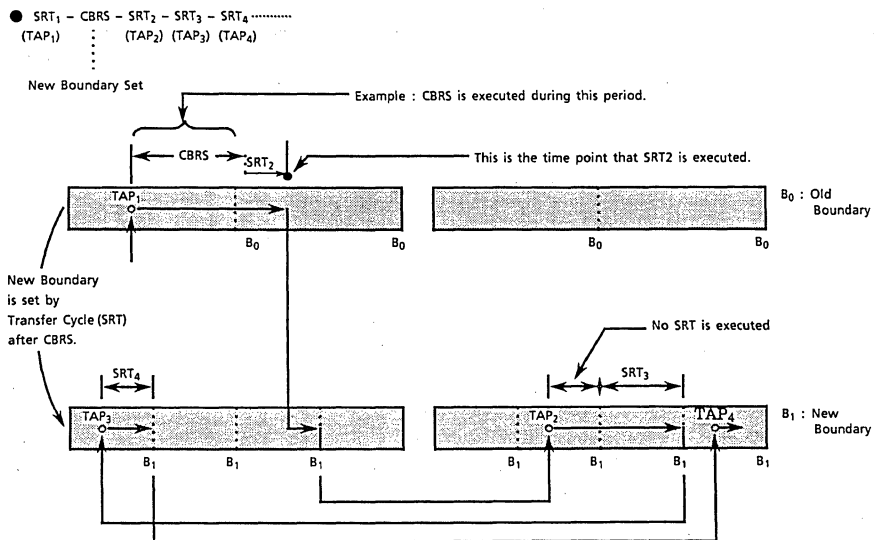 ● SRT₁ – CBRS – SRT₂ – SRT₃ – SRT₄ ············
(TAP₁) (TAP₂) (TAP₃) (TAP₄)
New Boundary Set
Example : CBRS is executed during this period.
CBRS
SRT₂
This is the time point that SRT2 is executed.
TAP₁
B₀ : Old
Boundary
B₀ B₀ B₀ B₀
New Boundary
is set by
Transfer Cycle (SRT)
after CBRS.
No SRT is executed
SRT₄
SRT₃
TAP₃ TAP₂ TAP₄
B₁ : New
Boundary
B₁ B₁ B₁ B₁ B₁ B₁ B₁